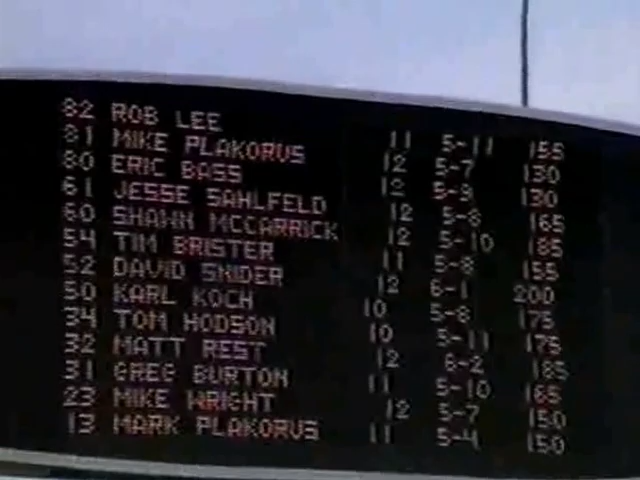 82 ROB LEE 11 5-11 155
81 MIKE PLAKORUS 12 5-7 130
80 ERIC BASS 12 5-9 130
61 JESSE SAHLFELD 12 5-8 165
60 SHAWN MCCARRICK 12 5-10 185
54 TIM BRISTER 11 5-8 155
52 DAVID SNIDER 12 6-1 200
50 KARL KOCH 10 5-8 175
34 TOM HODSON 10 5-11 175
32 MATT REST 12 6-2 185
31 GREG BURTON 11 5-10 165
23 MIKE WRIGHT 12 5-7 150
13 MARK PLAKORUS 11 5-4 150